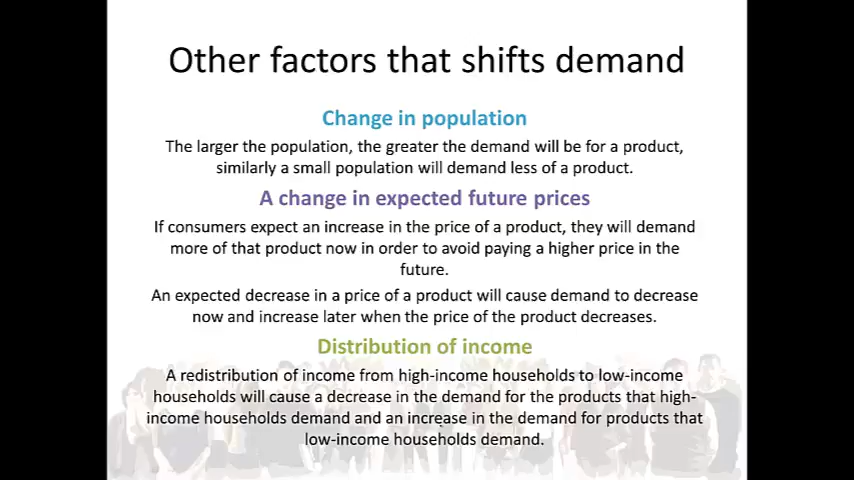 Other factors that shifts demand
Change in population
The larger the population, the greater the demand will be for a product,
similarly a small population will demand less of a product.
A change in expected future prices
If consumers expect an increase in the price of a product, they will demand
more of that product now in order to avoid paying a higher price in the
future.
An expected decrease in a price of a product will cause demand to decrease
now and increase later when the price of the product decreases.
Distribution of income
A redistribution of income from high-income households to low-income
households will cause a decrease in the demand for the products that high-
income households demand and an increase in the demand for products that
low-income households demand.